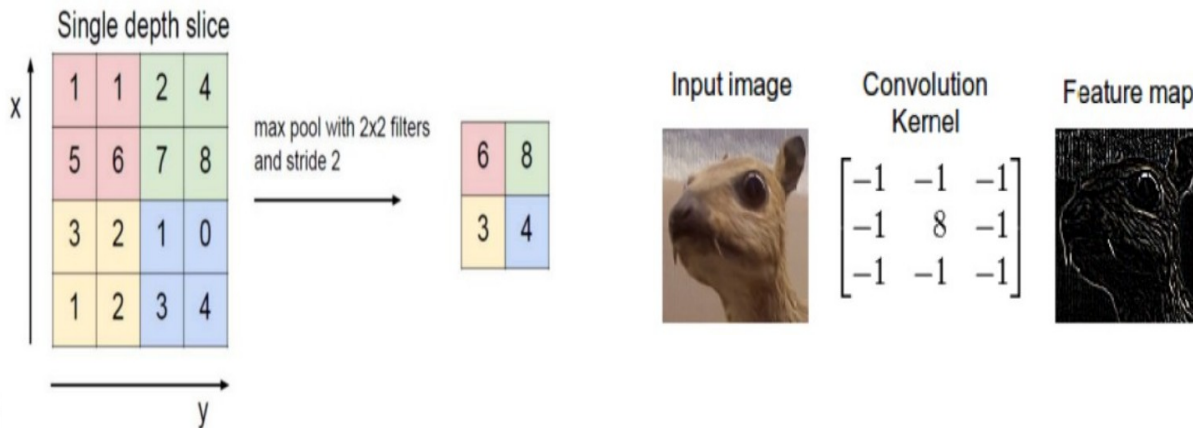 Single depth slice
x
1 1 2 4
5 6 7 8
3 2 1 0
1 2 3 4
y
max pool with 2x2 filters
and stride 2
6 8
3 4
Input image
Convolution
Kernel
−1 −1 −1
−1 8 −1
−1 −1 −1
Feature map